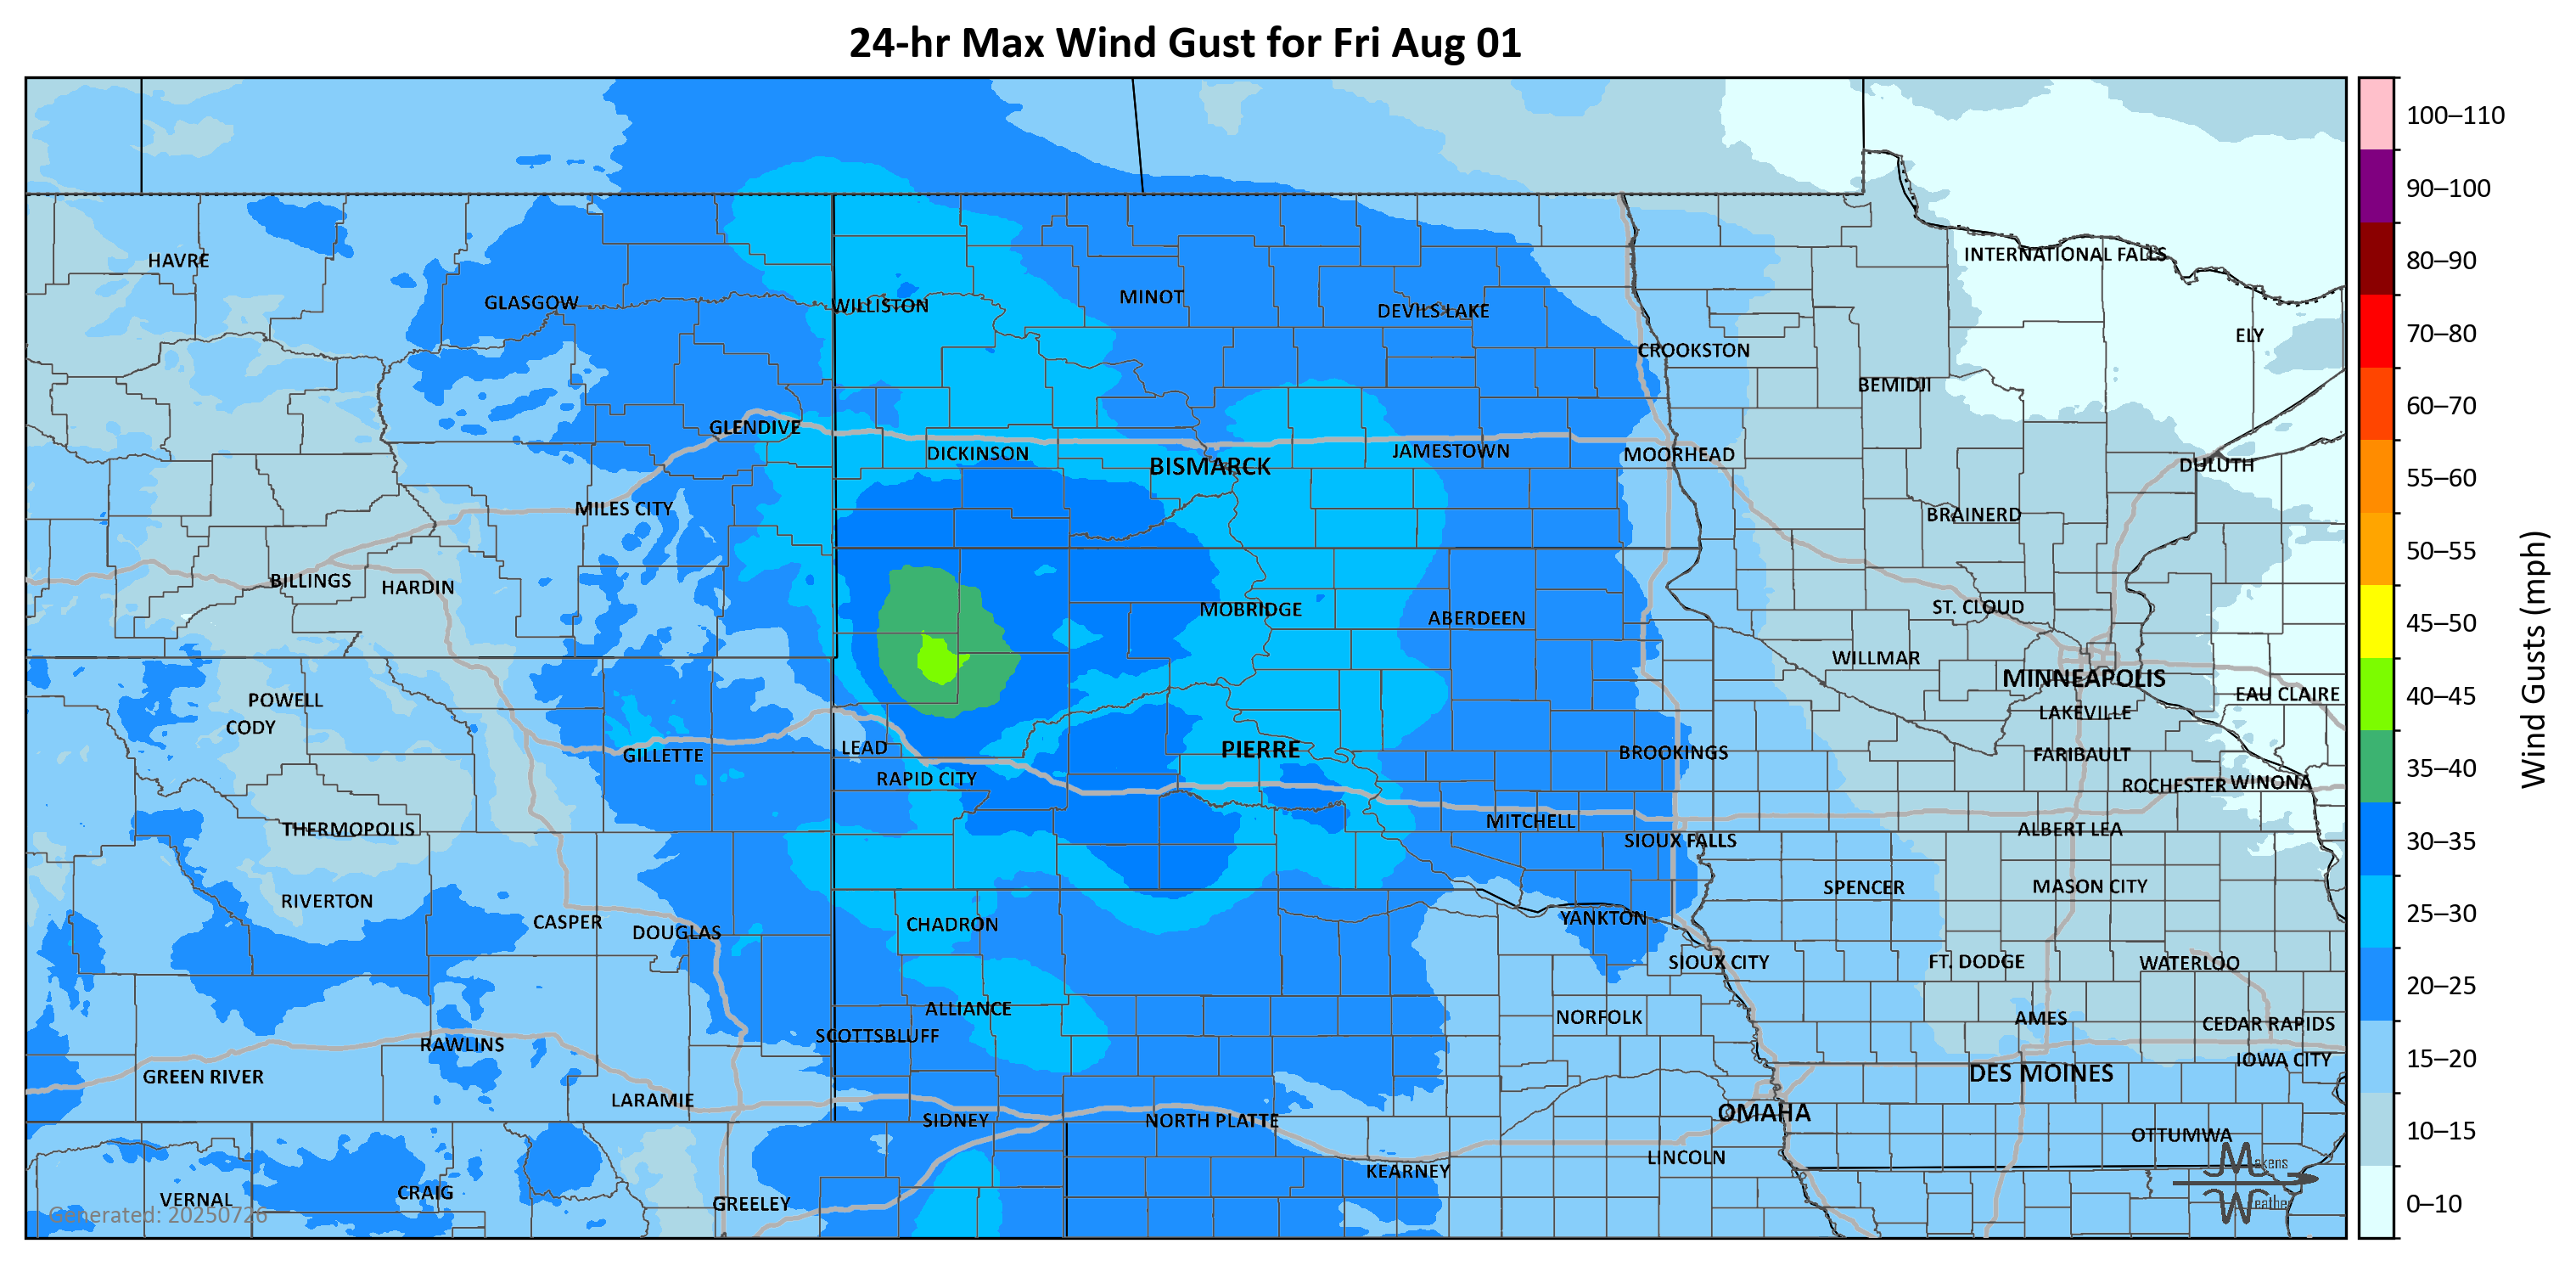 24-hr Max Wind Gust for Fri Aug 01
100–110
90–100
80–90
70–80
60–70
55–60
50–55
45–50
40–45
35–40
30–35
25–30
20–25
15–20
10–15
0–10
Wind Gusts (mph)
HAVRE
INTERNATIONAL FALLS
GLASGOW
WILLISTON
MINOT
DEVILS LAKE
ELY
CROOKSTON
BEMIDJI
GLENDIVE
DICKINSON
BISMARCK
JAMESTOWN
MOORHEAD
DULUTH
MILES CITY
BRAINERD
BILLINGS
HARDIN
MOBRIDGE
ABERDEEN
ST. CLOUD
WILLMAR
MINNEAPOLIS
POWELL
EAU CLAIRE
CODY
LAKEVILLE
GILLETTE
LEAD
PIERRE
BROOKINGS
FARIBAULT
RAPID CITY
ROCHESTER
WINONA
THERMOPOLIS
MITCHELL
ALBERT LEA
SIOUX FALLS
RIVERTON
SPENCER
MASON CITY
CASPER
DOUGLAS
CHADRON
YANKTON
SIOUX CITY
FT. DODGE
WATERLOO
ALLIANCE
NORFOLK
AMES
CEDAR RAPIDS
SCOTTSBLUFF
RAWLINS
IOWA CITY
GREEN RIVER
DES MOINES
LARAMIE
SIDNEY
NORTH PLATTE
OMAHA
OTTUMWA
KEARNEY
LINCOLN
VERNAL
CRAIG
GREELEY
Generated: 20250726
Makens
Weather